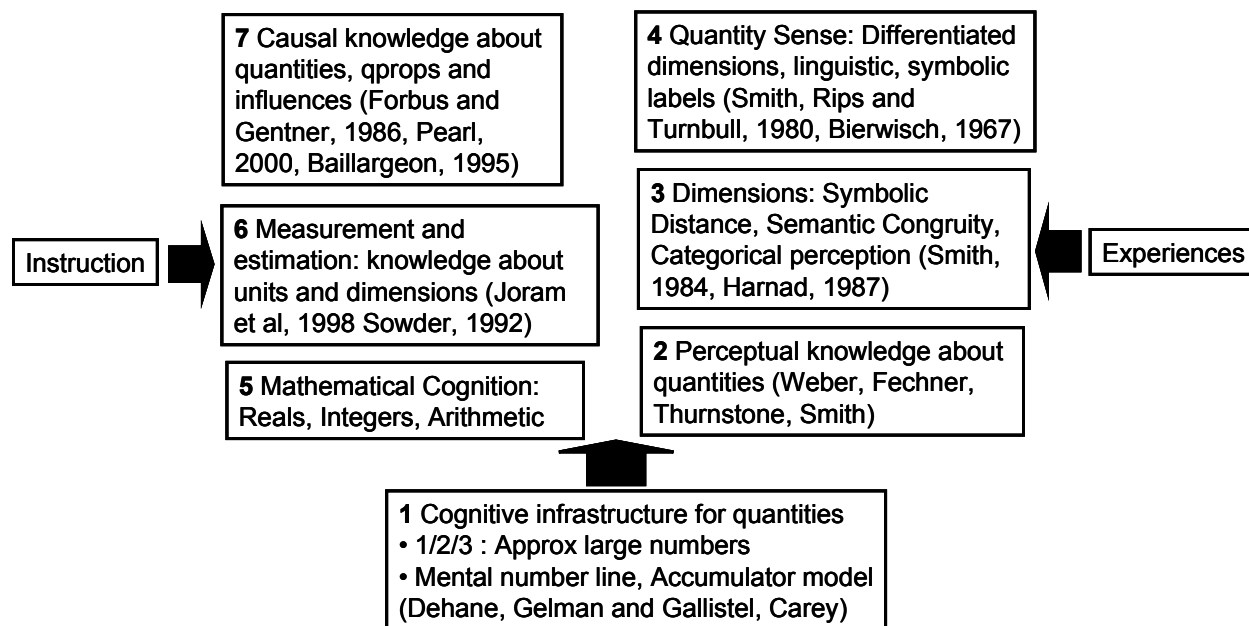 7 Causal knowledge about
quantities, qprops and
influences (Forbus and
Gentner, 1986, Pearl,
2000, Baillargeon, 1995)
4 Quantity Sense: Differentiated
dimensions, linguistic, symbolic
labels (Smith, Rips and
Turnbull, 1980, Bierwisch, 1967)
Instruction
6 Measurement and
estimation: knowledge about
units and dimensions (Joram
et al, 1998 Sowder, 1992)
3 Dimensions: Symbolic
Distance, Semantic Congruity,
Categorical perception (Smith,
1984, Harnad, 1987)
Experiences
5 Mathematical Cognition:
Reals, Integers, Arithmetic
2 Perceptual knowledge about
quantities (Weber, Fechner,
Thurnstone, Smith)
1 Cognitive infrastructure for quantities
• 1/2/3 : Approx large numbers
• Mental number line, Accumulator model
(Dehane, Gelman and Gallistel, Carey)